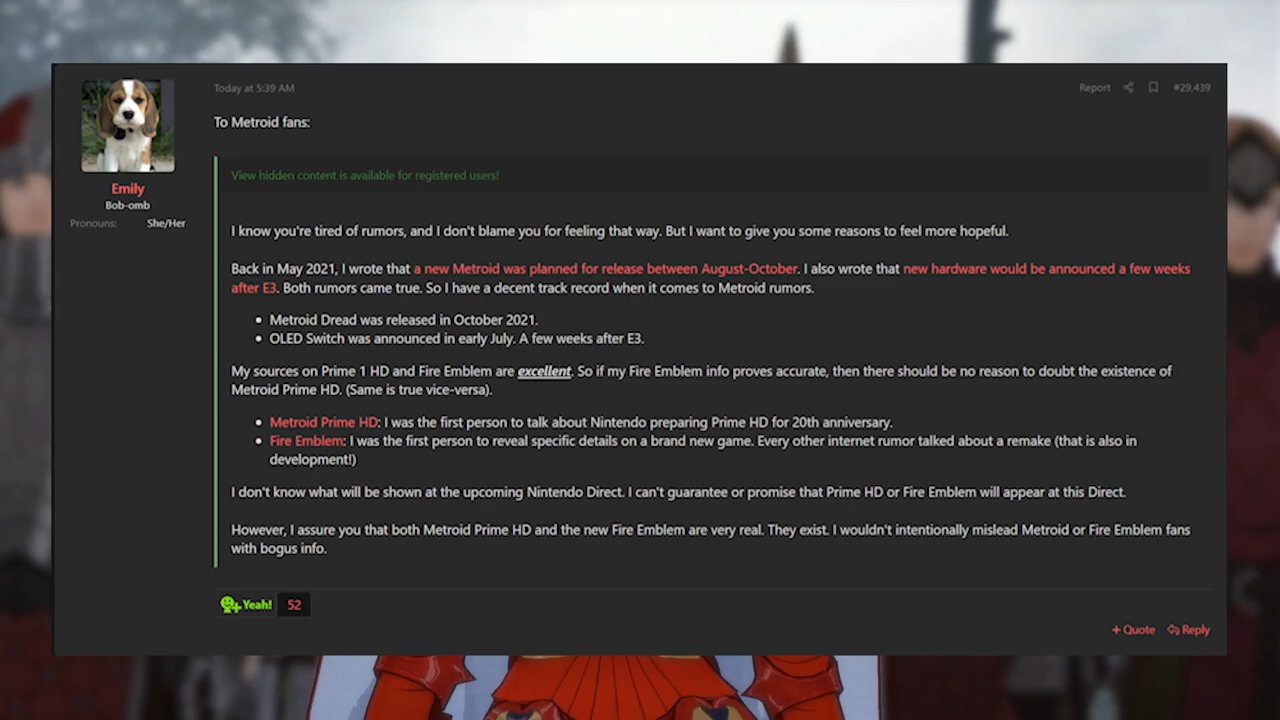 Today at 5:39 AM
Report
#29,439
To Metroid fans:
Emily
Bob-omb
Pronouns: She/Her
View hidden content is available for registered users!
I know you're tired of rumors, and I don't blame you for feeling that way. But I want to give you some reasons to feel more hopeful.
Back in May 2021, I wrote that a new Metroid was planned for release between August-October. I also wrote that new hardware would be announced a few weeks
after E3. Both rumors came true. So I have a decent track record when it comes to Metroid rumors.
• Metroid Dread was released in October 2021.
• OLED Switch was announced in early July. A few weeks after E3.
My sources on Prime 1 HD and Fire Emblem are excellent. So if my Fire Emblem info proves accurate, then there should be no reason to doubt the existence of
Metroid Prime HD. (Same is true vice-versa).
• Metroid Prime HD: I was the first person to talk about Nintendo preparing Prime HD for 20th anniversary.
• Fire Emblem: I was the first person to reveal specific details on a brand new game. Every other internet rumor talked about a remake (that is also in
development!)
I don't know what will be shown at the upcoming Nintendo Direct. I can't guarantee or promise that Prime HD or Fire Emblem will appear at this Direct.
However, I assure you that both Metroid Prime HD and the new Fire Emblem are very real. They exist. I wouldn't intentionally mislead Metroid or Fire Emblem fans
with bogus info.
Yeah! 52
+ Quote
Reply